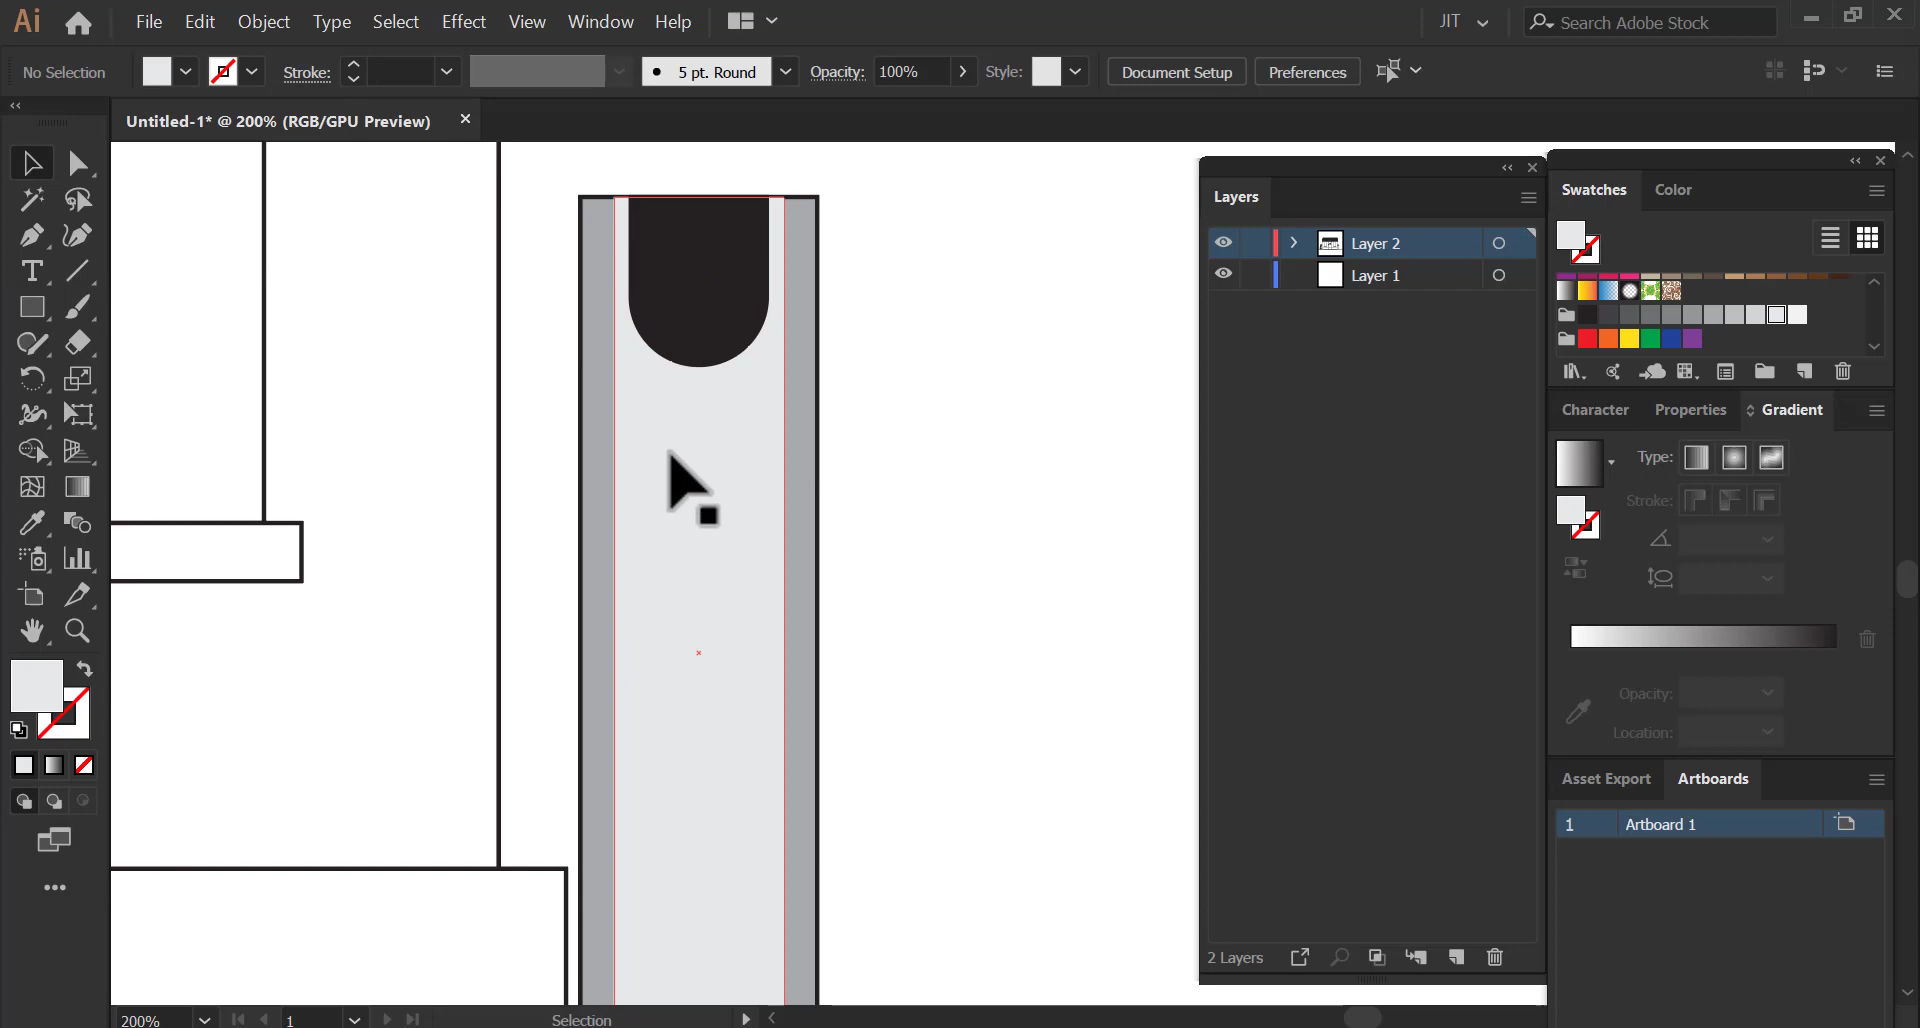 Ai File Edit Object Type Select Effect View Window Help JIT Search Adobe Stock
No Selection Stroke: 5 pt. Round Opacity: 100% Style: Document Setup Preferences
Untitled-1* @ 200% (RGB/GPU Preview)
Layers
Layer 2
Layer 1
2 Layers
Swatches Color
Character Properties Gradient
Type:
Stroke:
Opacity:
Location:
Asset Export Artboards
1 Artboard 1
200% 1 Selection